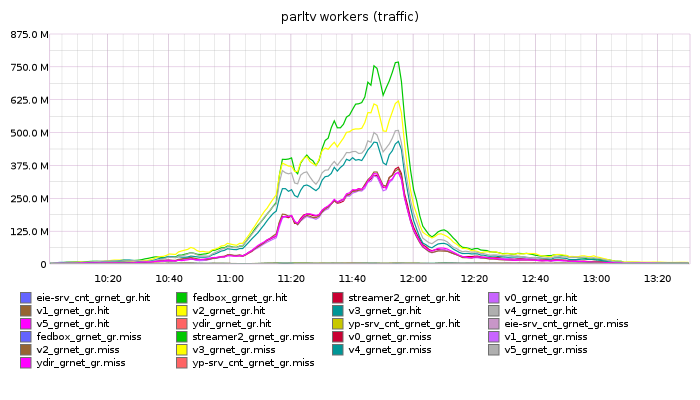 parltv workers (traffic)
875.0 M
750.0 M
625.0 M
500.0 M
375.0 M
250.0 M
125.0 M
0
10:20 10:40 11:00 11:20 11:40 12:00 12:20 12:40 13:00 13:20
eie-srv_cnt_grnet_gr.hit fedbox_grnet_gr.hit streamer2_grnet_gr.hit v0_grnet_gr.hit
v1_grnet_gr.hit v2_grnet_gr.hit v3_grnet_gr.hit v4_grnet_gr.hit
v5_grnet_gr.hit ydir_grnet_gr.hit yp-srv_cnt_grnet_gr.hit eie-srv_cnt_grnet_gr.miss
fedbox_grnet_gr.miss streamer2_grnet_gr.miss v0_grnet_gr.miss v1_grnet_gr.miss
v2_grnet_gr.miss v3_grnet_gr.miss v4_grnet_gr.miss v5_grnet_gr.miss
ydir_grnet_gr.miss yp-srv_cnt_grnet_gr.miss